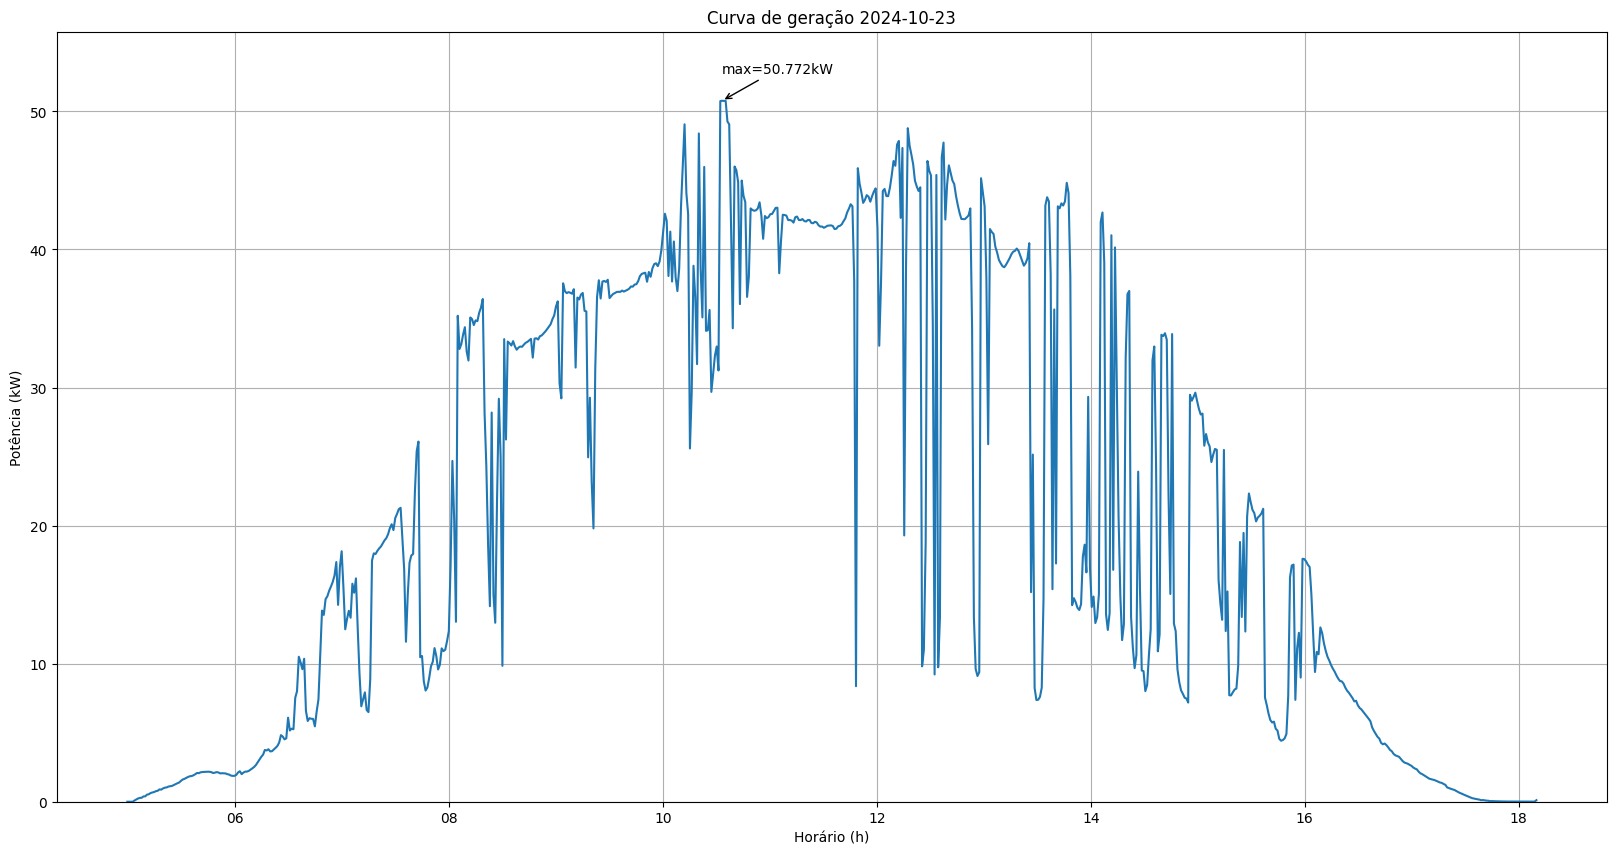 Curva de geração 2024-10-23
max=50.772kW
50
40
30
20
10
0
Potência (kW)
06 08 10 12 14 16 18
Horário (h)